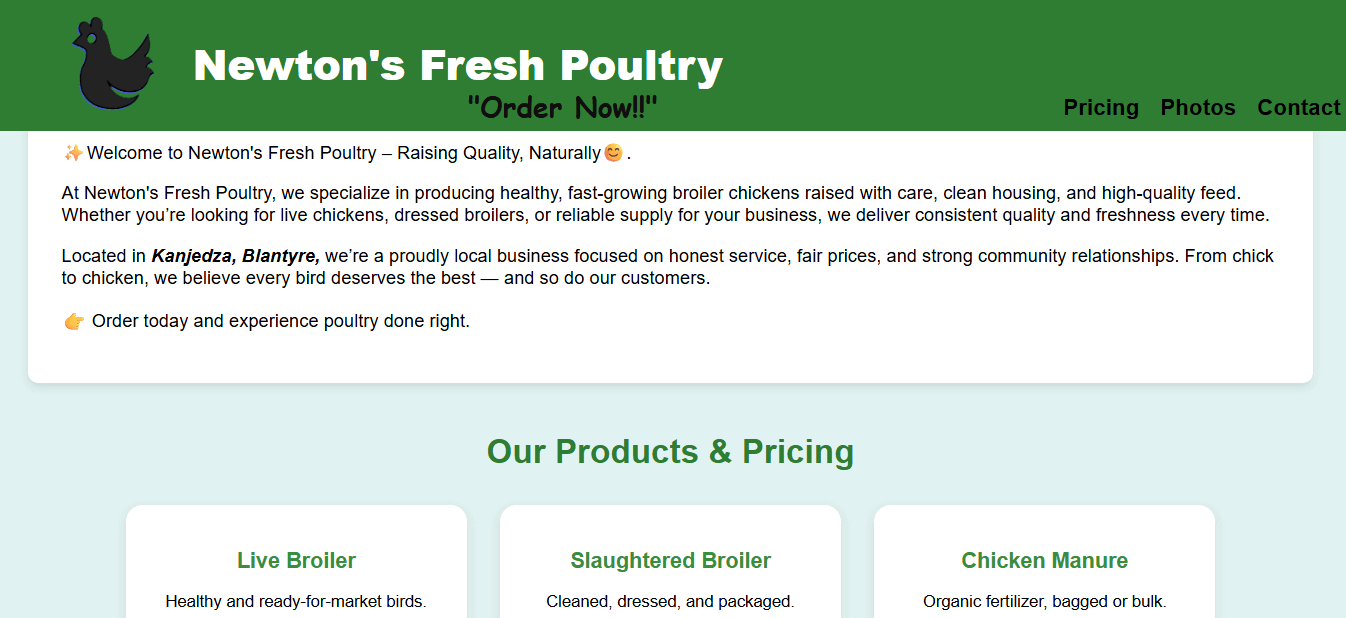 Newton's Fresh Poultry
"Order Now!!"
Pricing Photos Contact
✨Welcome to Newton's Fresh Poultry – Raising Quality, Naturally😊.
At Newton's Fresh Poultry, we specialize in producing healthy, fast-growing broiler chickens raised with care, clean housing, and high-quality feed.
Whether you’re looking for live chickens, dressed broilers, or reliable supply for your business, we deliver consistent quality and freshness every time.
Located in Kanjedza, Blantyre, we’re a proudly local business focused on honest service, fair prices, and strong community relationships. From chick
to chicken, we believe every bird deserves the best — and so do our customers.
👉 Order today and experience poultry done right.
Our Products & Pricing
Live Broiler
Healthy and ready-for-market birds.
Slaughtered Broiler
Cleaned, dressed, and packaged.
Chicken Manure
Organic fertilizer, bagged or bulk.